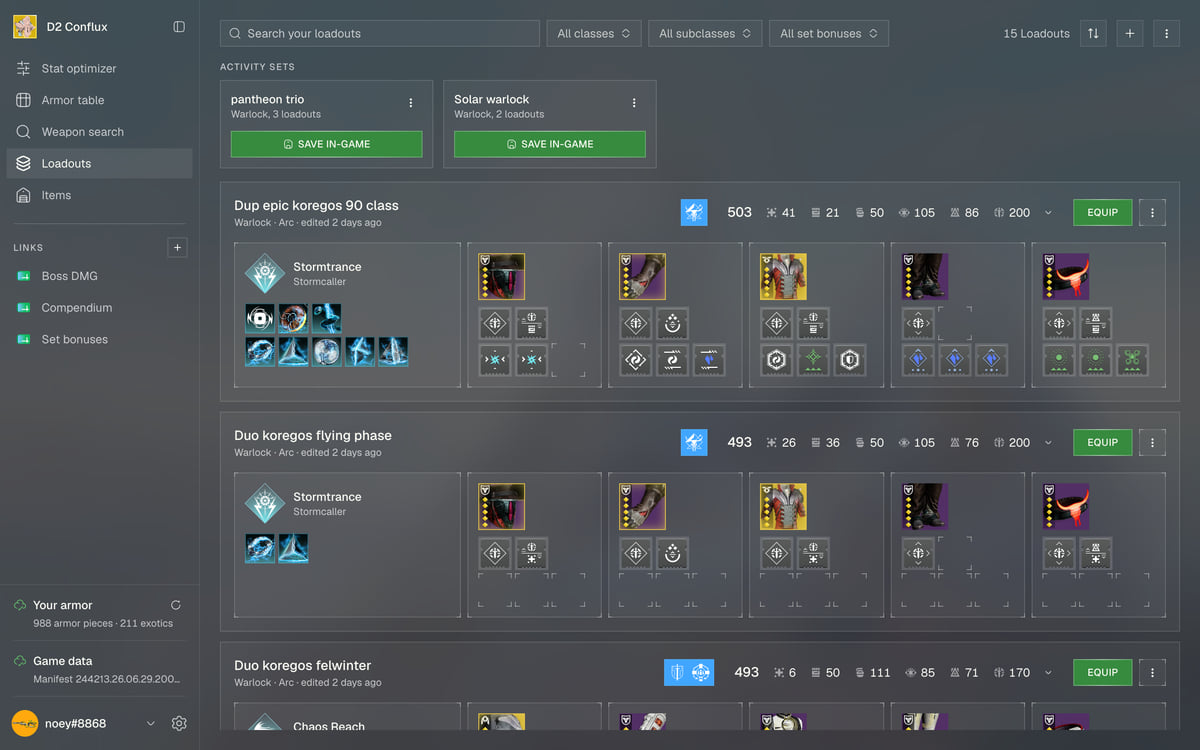 D2 Conflux
Stat optimizer
Armor table
Weapon search
Loadouts
Items
LINKS
Boss DMG
Compendium
Set bonuses
Your armor
988 armor pieces · 211 exotics
Game data
Manifest 244213.26.06.29.200...
noey#8868
Search your loadouts
All classes
All subclasses
All set bonuses
15 Loadouts
ACTIVITY SETS
pantheon trio
Warlock, 3 loadouts
SAVE IN-GAME
Solar warlock
Warlock, 2 loadouts
SAVE IN-GAME
Dup epic koregos 90 class
Warlock · Arc · edited 2 days ago
503 41 21 50 105 86 200
EQUIP
Stormtrance
Stormcaller
Duo koregos flying phase
Warlock · Arc · edited 2 days ago
493 26 36 50 105 76 200
EQUIP
Stormtrance
Stormcaller
Duo koregos felwinter
Warlock · Arc · edited 2 days ago
493 6 50 111 85 71 170
EQUIP
Chaos Reach